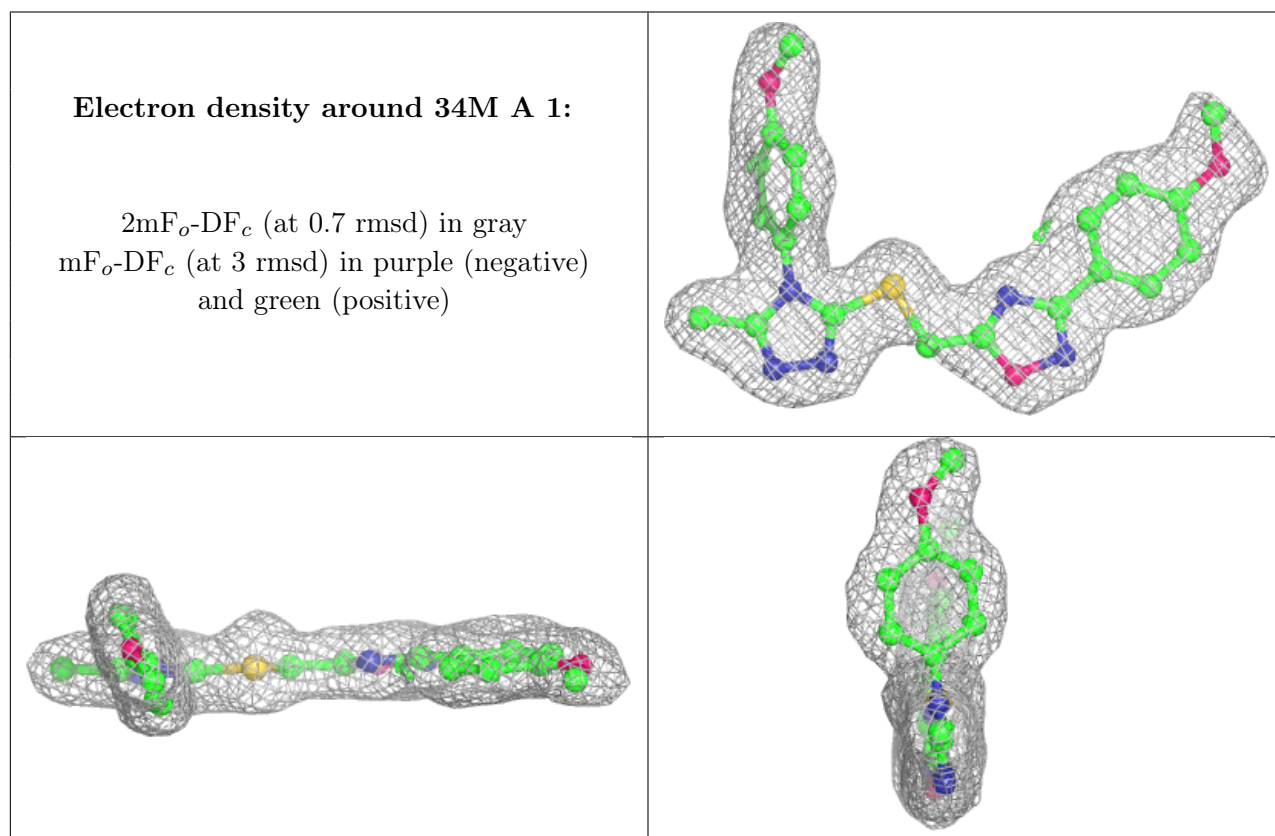 Electron density around 34M A 1:
2mFo-DFc (at 0.7 rmsd) in gray
mFo-DFc (at 3 rmsd) in purple (negative)
and green (positive)